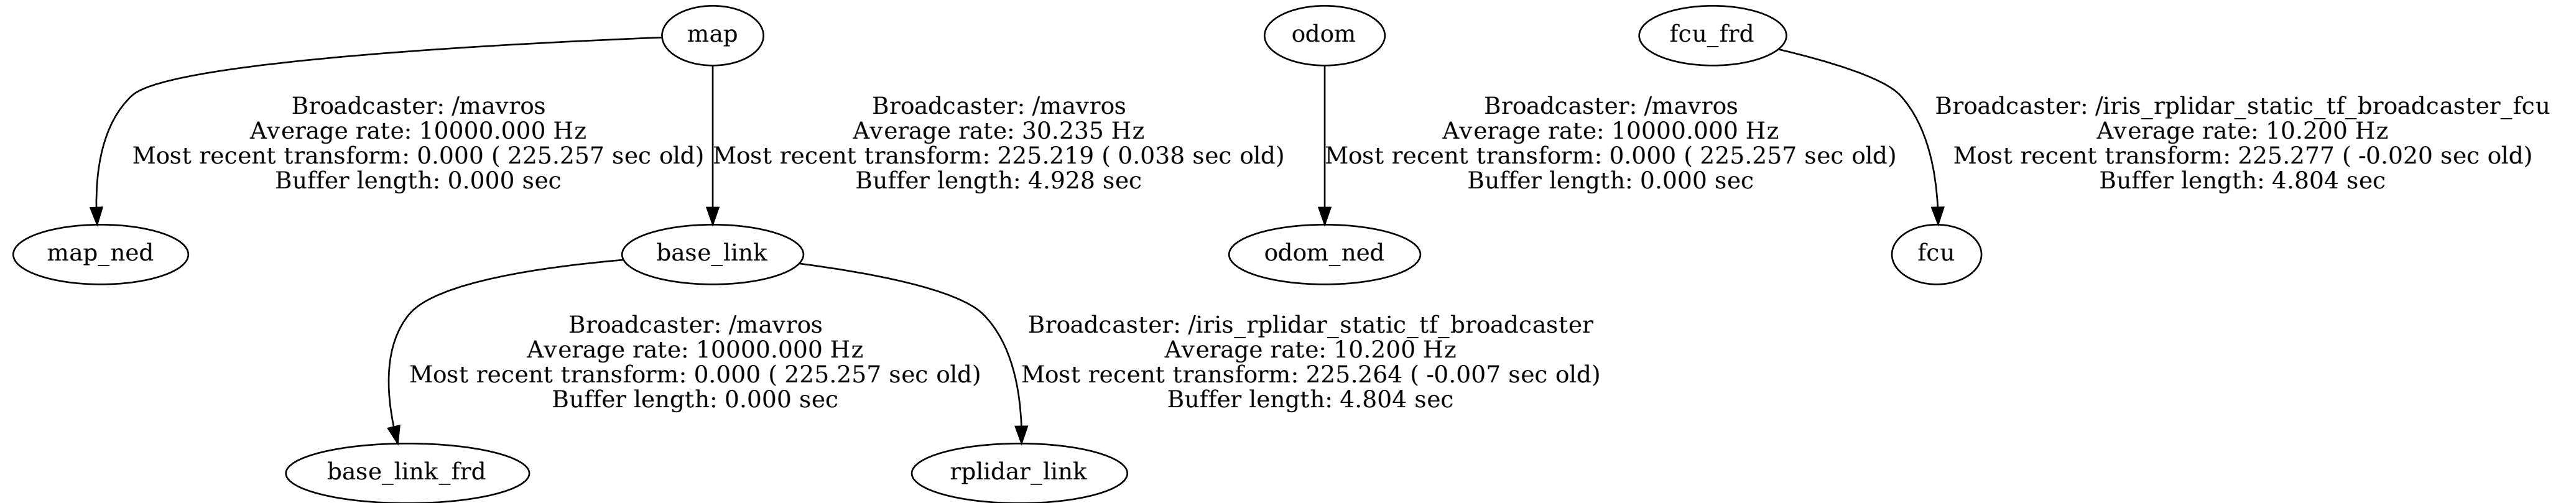 map
odom
fcu_frd
Broadcaster: /mavros
Average rate: 10000.000 Hz
Most recent transform: 0.000 ( 225.257 sec old)
Buffer length: 0.000 sec
Broadcaster: /mavros
Average rate: 30.235 Hz
Most recent transform: 225.219 ( 0.038 sec old)
Buffer length: 4.928 sec
Broadcaster: /mavros
Average rate: 10000.000 Hz
Most recent transform: 0.000 ( 225.257 sec old)
Buffer length: 0.000 sec
Broadcaster: /iris_rplidar_static_tf_broadcaster_fcu
Average rate: 10.200 Hz
Most recent transform: 225.277 ( -0.020 sec old)
Buffer length: 4.804 sec
map_ned
base_link
odom_ned
fcu
Broadcaster: /mavros
Average rate: 10000.000 Hz
Most recent transform: 0.000 ( 225.257 sec old)
Buffer length: 0.000 sec
Broadcaster: /iris_rplidar_static_tf_broadcaster
Average rate: 10.200 Hz
Most recent transform: 225.264 ( -0.007 sec old)
Buffer length: 4.804 sec
base_link_frd
rplidar_link